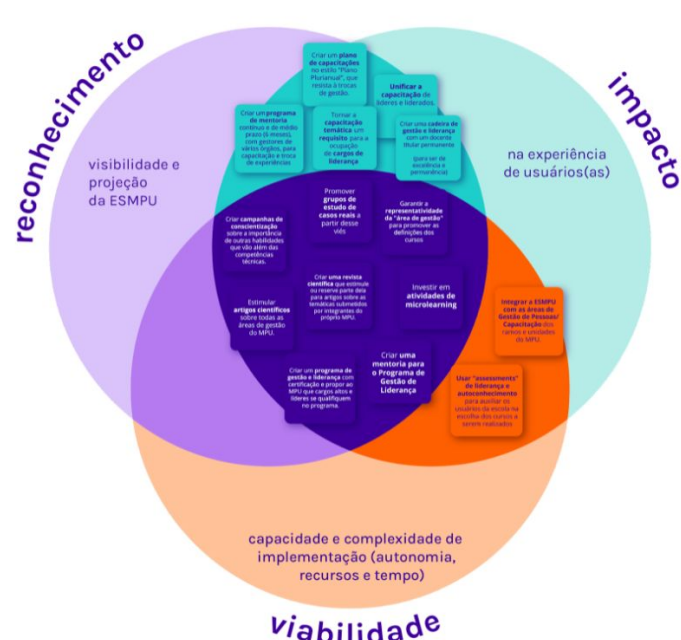 reconhecimento
impacto
viabilidade
visibilidade e
projeção
da ESMPU
na experiência
de usuários(as)
capacidade e complexidade de
implementação (autonomia,
recursos e tempo)
Criar um plano
de capacitações
no estilo "Plano
Plurianual", que
resista à trocas
de gestão.
Unificar a
capacitação de
líderes e liderados.
Criar um programa
de mentoria
contínuo e de médio
prazo (6 meses),
com gestores de
vários órgãos, para
capacitação e troca
de experiências
Tornar a
capacitação
temática um
requisito para a
ocupação
de cargos de
liderança
Criar uma cadeira de
gestão e liderança
com um docente
titular permanente
(para ser de
excelência e
permanência)
Promover
grupos de
estudo de
casos reais a
partir desse
viés
Garantir a
representatividade
da "área de gestão"
para promover as
definições dos
cursos
Criar campanhas de
conscientização
sobre a importância
de outras habilidades
que vão além das
competências
técnicas.
Criar uma revista
científica que estimule
ou reserve parte dela
para artigos sobre as
temáticas submetidos
por integrantes do
próprio MPU.
Investir em
atividades de
microlearning
Estimular
artigos científicos
sobre todas as
áreas de gestão
do MPU.
Integrar a ESMPU
com as áreas de
Gestão de Pessoas/
Capacitação dos
ramos e unidades
do MPU.
Criar um programa de
gestão e liderança com
certificação e propor ao
MPU que cargos altos e
líderes se qualifiquem
no programa.
Criar uma
mentoria para
o Programa de
Gestão de
Liderança
Usar "assessments"
de liderança e
autoconhecimento
para auxiliar os
usuários da escola na
escolha dos cursos a
serem realizados